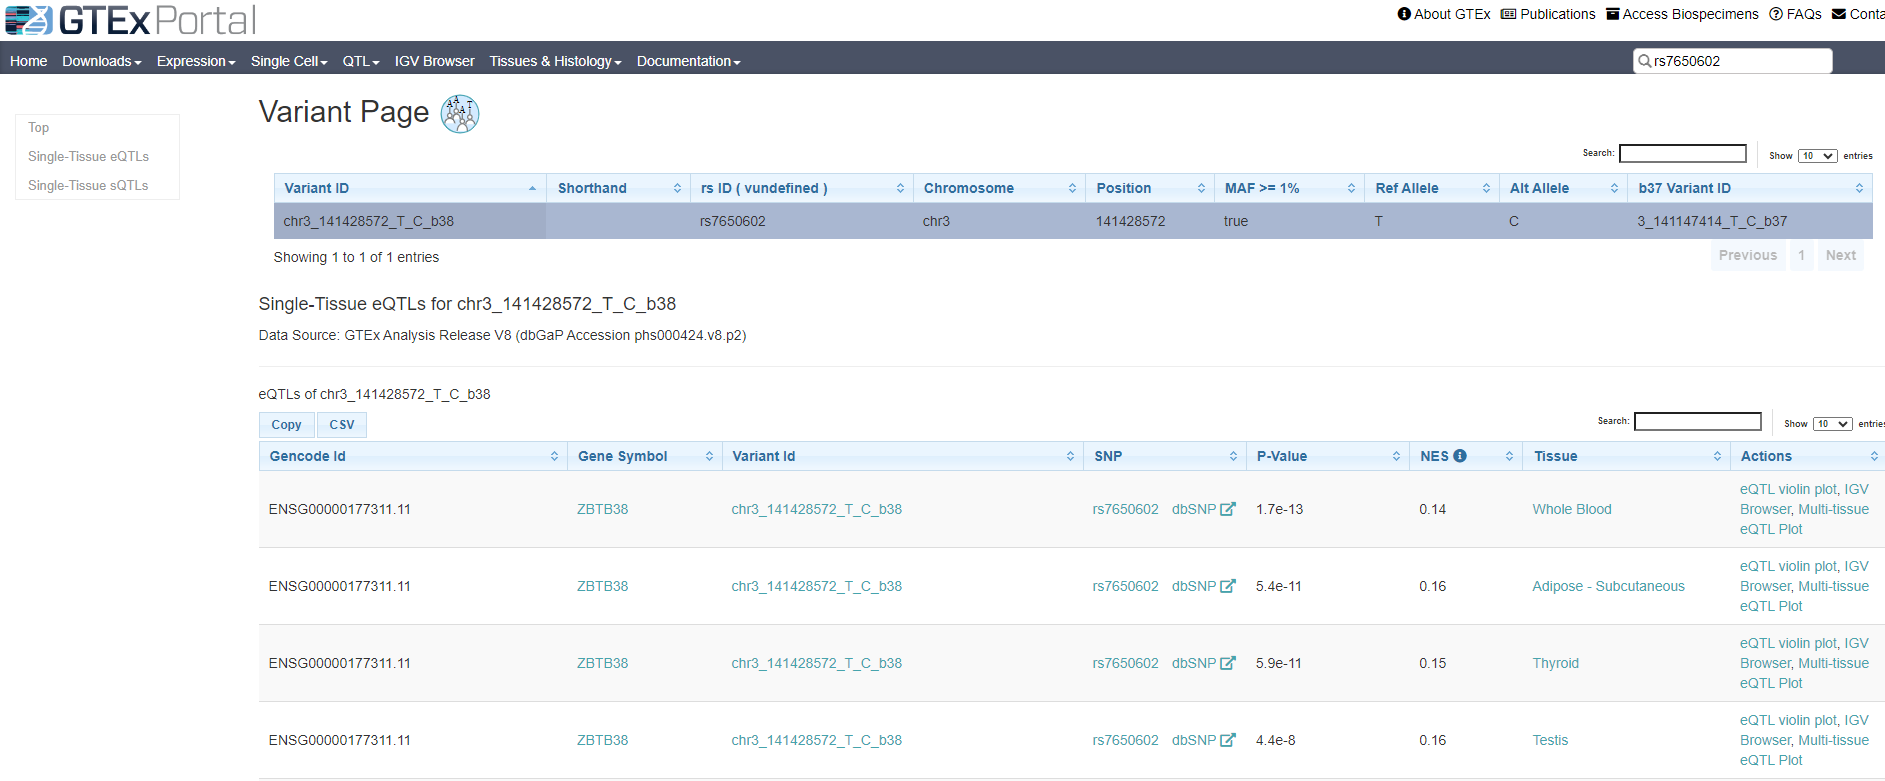 GTEx Portal
About GTEx Publications Access Biospecimens FAQs Conta
Home Downloads Expression Single Cell QTL IGV Browser Tissues & Histology Documentation rs7650602
Variant Page
Top
Single-Tissue eQTLs
Single-Tissue sQTLs
Search: Show 10 entries
Variant ID Shorthand rs ID ( vundefined ) Chromosome Position MAF >= 1% Ref Allele Alt Allele b37 Variant ID
chr3_141428572_T_C_b38 rs7650602 chr3 141428572 true T C 3_141147414_T_C_b37
Showing 1 to 1 of 1 entries Previous 1 Next
Single-Tissue eQTLs for chr3_141428572_T_C_b38
Data Source: GTEx Analysis Release V8 (dbGaP Accession phs000424.v8.p2)
eQTLs of chr3_141428572_T_C_b38
Copy CSV Search: Show 10 entries
Gencode Id Gene Symbol Variant Id SNP P-Value NES Tissue Actions
ENSG00000177311.11 ZBTB38 chr3_141428572_T_C_b38 rs7650602 dbSNP 1.7e-13 0.14 Whole Blood eQTL violin plot, IGV
Browser, Multi-tissue
eQTL Plot
ENSG00000177311.11 ZBTB38 chr3_141428572_T_C_b38 rs7650602 dbSNP 5.4e-11 0.16 Adipose - Subcutaneous eQTL violin plot, IGV
Browser, Multi-tissue
eQTL Plot
ENSG00000177311.11 ZBTB38 chr3_141428572_T_C_b38 rs7650602 dbSNP 5.9e-11 0.15 Thyroid eQTL violin plot, IGV
Browser, Multi-tissue
eQTL Plot
ENSG00000177311.11 ZBTB38 chr3_141428572_T_C_b38 rs7650602 dbSNP 4.4e-8 0.16 Testis eQTL violin plot, IGV
Browser, Multi-tissue
eQTL Plot